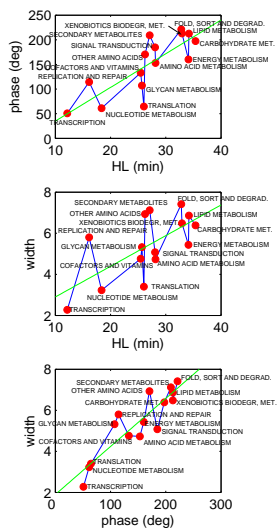 250
200
150
100
50
0
phase (deg)
XENOBIOTICS BIODEGR, MET.
FOLD, SORT AND DEGRAD.
SECONDARY METABOLITES
LIPID METABOLISM
SIGNAL TRANSDUCTION
CARBOHYDRATE MET.
OTHER AMINO ACIDS
ENERGY METABOLISM
COFACTORS AND VITAMINS
AMINO ACID METABOLISM
REPLICATION AND REPAIR
GLYCAN METABOLISM
TRANSLATION
NUCLEOTIDE METABOLISM
TRANSCRIPTION
10 20 30 40
HL (min)
8
6
4
2
width
SECONDARY METABOLITES
FOLD, SORT AND DEGRAD.
OTHER AMINO ACIDS
LIPID METABOLISM
XENOBIOTICS BIODEGR, MET.
CARBOHYDRATE MET.
REPLICATION AND REPAIR
GLYCAN METABOLISM
ENERGY METABOLISM
SIGNAL TRANSDUCTION
COFACTORS AND VITAMINS
AMINO ACID METABOLISM
TRANSLATION
NUCLEOTIDE METABOLISM
TRANSCRIPTION
10 20 30 40
HL (min)
8
6
4
2
width
SECONDARY METABOLITES
FOLD, SORT AND DEGRAD.
OTHER AMINO ACIDS
LIPID METABOLISM
CARBOHYDRATE MET.
XENOBIOTICS BIODEGR, MET.
REPLICATION AND REPAIR
GLYCAN METABOLISM
ENERGY METABOLISM
SIGNAL TRANSDUCTION
COFACTORS AND VITAMINS
AMINO ACID METABOLISM
TRANSLATION
NUCLEOTIDE METABOLISM
TRANSCRIPTION
0 100 200 300
phase (deg)